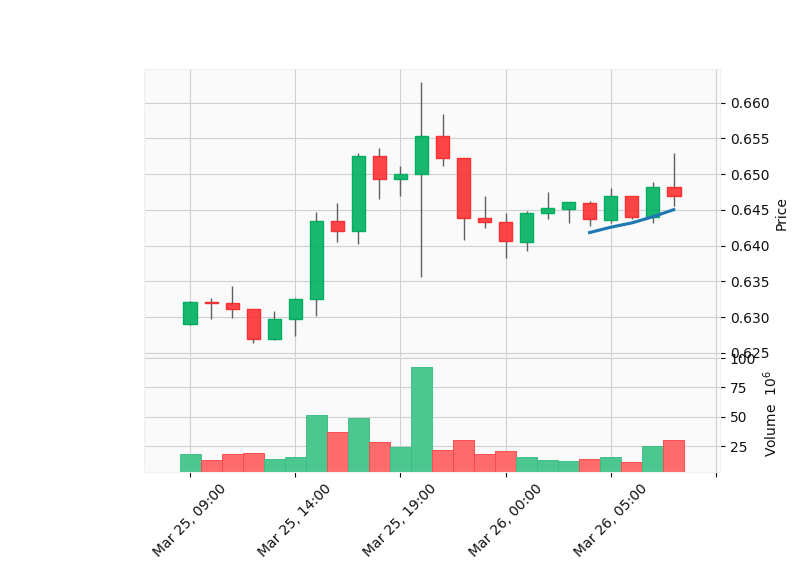 0.660
0.655
0.650
0.645
0.640
0.635
0.630
0.625
Price
100
75
50
25
Volume 10⁶
Mar 25, 09:00
Mar 25, 14:00
Mar 25, 19:00
Mar 26, 00:00
Mar 26, 05:00